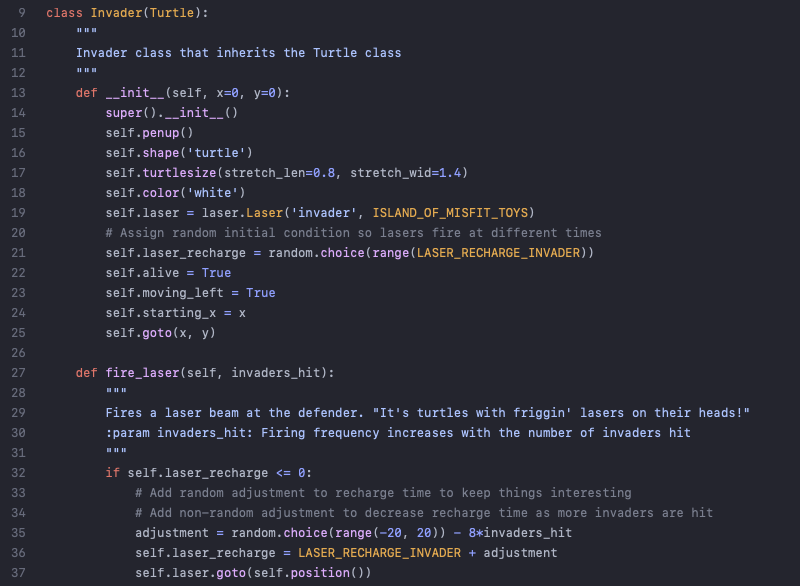 9 class Invader(Turtle):
10     """
11     Invader class that inherits the Turtle class
12     """
13     def __init__(self, x=0, y=0):
14         super().__init__()
15         self.penup()
16         self.shape('turtle')
17         self.turtlesize(stretch_len=0.8, stretch_wid=1.4)
18         self.color('white')
19         self.laser = laser.Laser('invader', ISLAND_OF_MISFIT_TOYS)
20         # Assign random initial condition so lasers fire at different times
21         self.laser_recharge = random.choice(range(LASER_RECHARGE_INVADER))
22         self.alive = True
23         self.moving_left = True
24         self.starting_x = x
25         self.goto(x, y)
26
27     def fire_laser(self, invaders_hit):
28         """
29         Fires a laser beam at the defender. "It's turtles with friggin' lasers on their heads!"
30         :param invaders_hit: Firing frequency increases with the number of invaders hit
31         """
32         if self.laser_recharge <= 0:
33             # Add random adjustment to recharge time to keep things interesting
34             # Add non-random adjustment to decrease recharge time as more invaders are hit
35             adjustment = random.choice(range(-20, 20)) - 8*invaders_hit
36             self.laser_recharge = LASER_RECHARGE_INVADER + adjustment
37             self.laser.goto(self.position())